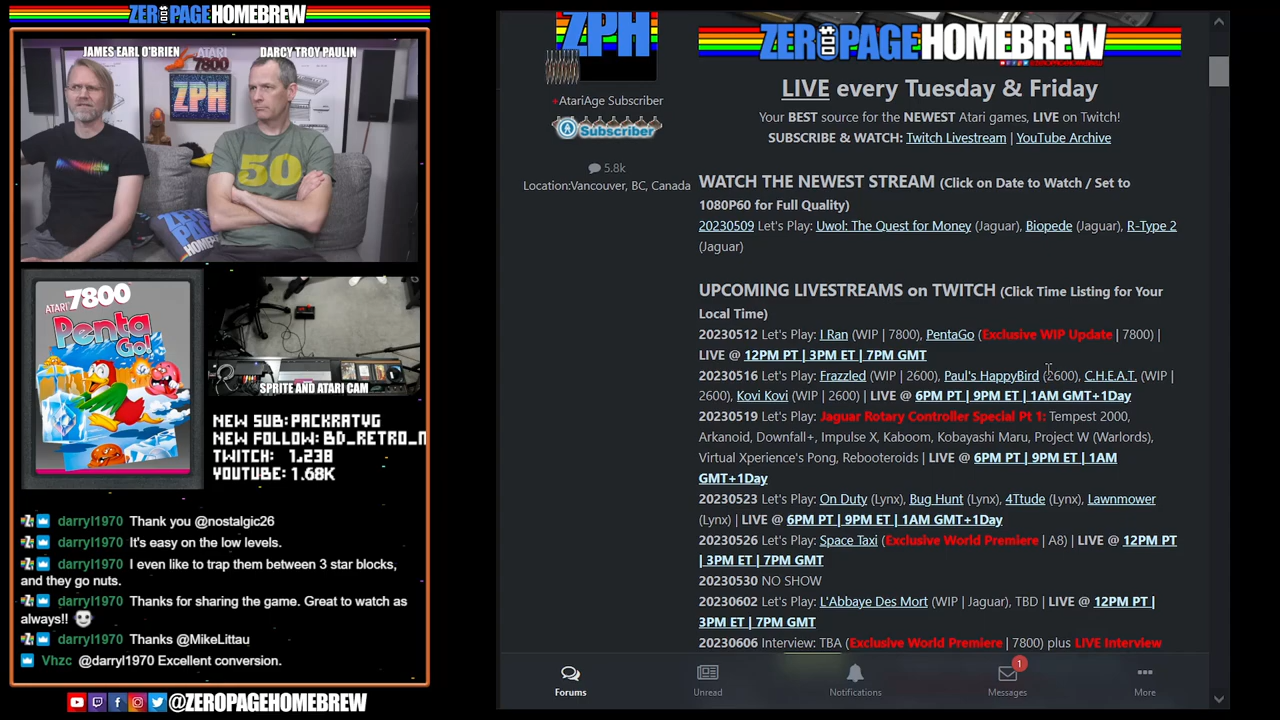 ZEROPAGEHOMEBREW
JAMES EARL O'BRIEN
DARCY TROY PAULIN
ATARI
7800
ZPH
50
ATARI 7800
Penta
Go!
SPRITE AND ATARI CAM
NEW SUB: PACKRATVG
NEW FOLLOW: BD_RETRO_M
TWITCH: 1,238
YOUTUBE: 1.68K
darryl1970 Thank you @nostalgic26
darryl1970 It's easy on the low levels.
darryl1970 I even like to trap them between 3 star blocks,
and they go nuts.
darryl1970 Thanks for sharing the game. Great to watch as
always!!
darryl1970 Thanks @MikeLittau
Vhzc @darryl1970 Excellent conversion.
@ZEROPAGEHOMEBREW
ZPH
+AtariAge Subscriber
Subscriber
5.8k
Location:Vancouver, BC, Canada
ZEROPAGEHOMEBREW
LIVE every Tuesday & Friday
Your BEST source for the NEWEST Atari games, LIVE on Twitch!
SUBSCRIBE & WATCH: Twitch Livestream | YouTube Archive
WATCH THE NEWEST STREAM (Click on Date to Watch / Set to
1080P60 for Full Quality)
20230509 Let's Play: Uwol: The Quest for Money (Jaguar), Biopede (Jaguar), R-Type 2
(Jaguar)
UPCOMING LIVESTREAMS on TWITCH (Click Time Listing for Your
Local Time)
20230512 Let's Play: I Ran (WIP | 7800), PentaGo (Exclusive WIP Update | 7800) |
LIVE @ 12PM PT | 3PM ET | 7PM GMT
20230516 Let's Play: Frazzled (WIP | 2600), Paul's HappyBird (2600), C.H.E.A.T. (WIP |
2600), Kovi Kovi (WIP | 2600) | LIVE @ 6PM PT | 9PM ET | 1AM GMT+1Day
20230519 Let's Play: Jaguar Rotary Controller Special Pt 1: Tempest 2000,
Arkanoid, Downfall+, Impulse X, Kaboom, Kobayashi Maru, Project W (Warlords),
Virtual Xperience's Pong, Rebooteroids | LIVE @ 6PM PT | 9PM ET | 1AM
GMT+1Day
20230523 Let's Play: On Duty (Lynx), Bug Hunt (Lynx), 4Ttude (Lynx), Lawnmower
(Lynx) | LIVE @ 6PM PT | 9PM ET | 1AM GMT+1Day
20230526 Let's Play: Space Taxi (Exclusive World Premiere | A8) | LIVE @ 12PM PT
| 3PM ET | 7PM GMT
20230530 NO SHOW
20230602 Let's Play: L'Abbaye Des Mort (WIP | Jaguar), TBD | LIVE @ 12PM PT |
3PM ET | 7PM GMT
20230606 Interview: TBA (Exclusive World Premiere | 7800) plus LIVE Interview
Forums
Unread
Notifications
1
Messages
More